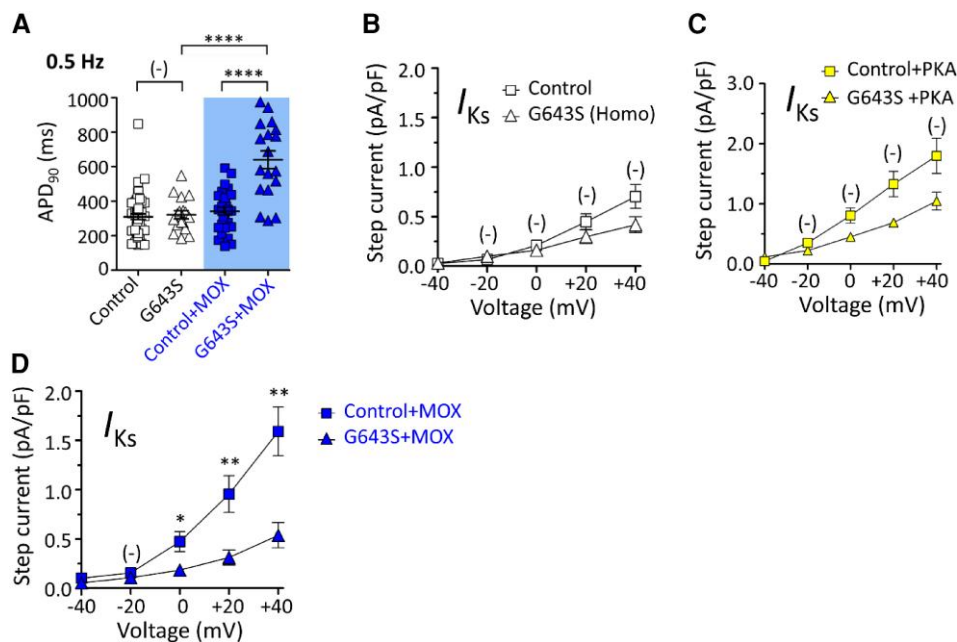 A
0.5 Hz
****
(-)
****
APD90 (ms)
1000
800
600
400
200
0
Control
G643S
Control+MOX
G643S+MOX
B
Step current (pA/pF)
2.0
1.5
1.0
0.5
0.0
IKs
Control
G643S (Homo)
(-)
(-)
(-)
(-)
-40 -20 0 +20 +40
Voltage (mV)
C
Step current (pA/pF)
3.0
2.0
1.0
0.0
IKs
Control+PKA
G643S +PKA
(-)
(-)
(-)
(-)
-40 -20 0 +20 +40
Voltage (mV)
D
Step current (pA/pF)
2.0
1.5
1.0
0.5
0.0
IKs
Control+MOX
G643S+MOX
**
**
*
(-)
-40 -20 0 +20 +40
Voltage (mV)